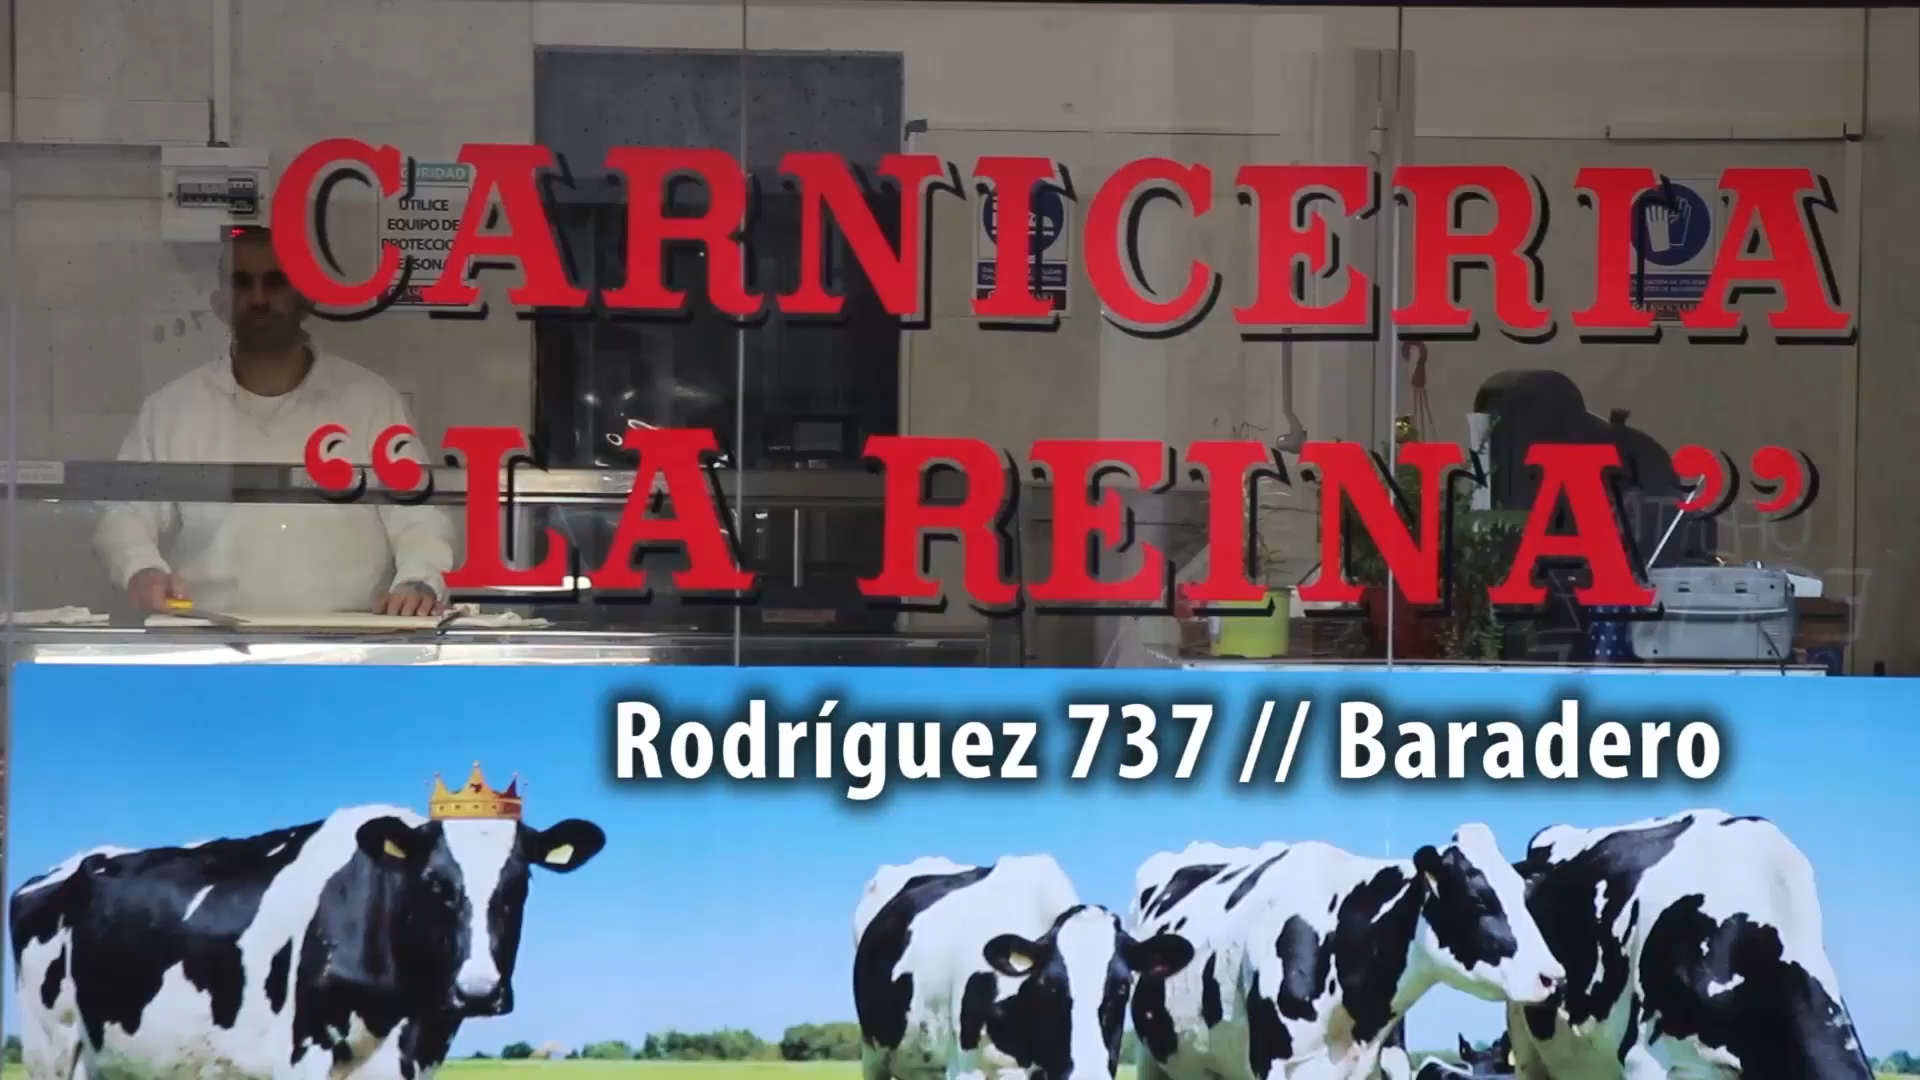 CARNICERIA
“LA REINA”
Rodríguez 737 // Baradero
UTILICE
EQUIPO DE